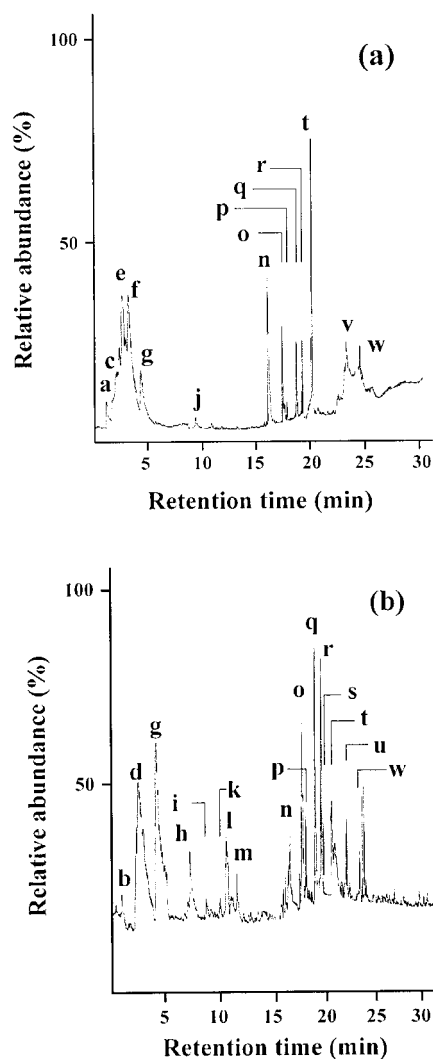 100
(a)
t
r
q
p
50
o
n
e
f
c
g
a
j
v
w
Relative abundance (%)
5
10
15
20
25
30
Retention time (min)
100
(b)
q
r
s
o
t
g
d
p
u
50
w
i
k
h
l
n
m
b
Relative abundance (%)
5
10
15
20
25
30
Retention time (min)